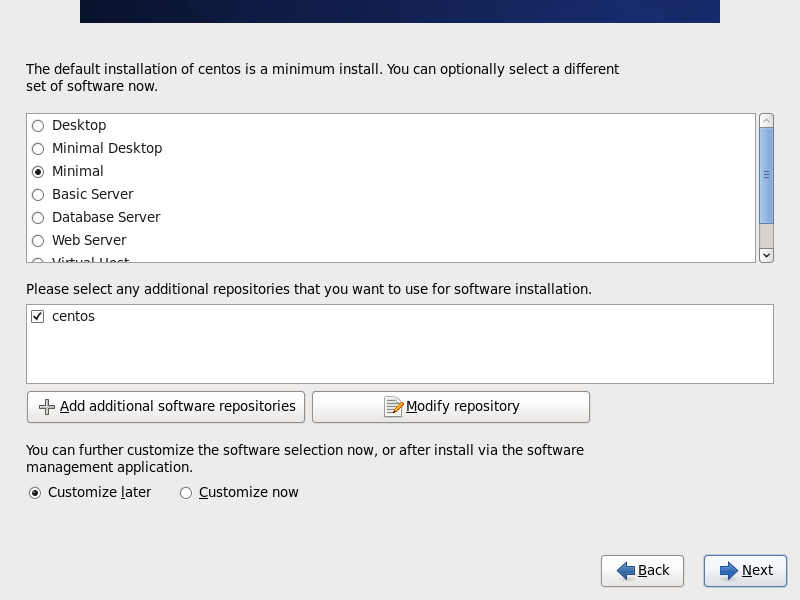 The default installation of centos is a minimum install. You can optionally select a different
set of software now.
Desktop
Minimal Desktop
Minimal
Basic Server
Database Server
Web Server
Virtual Host
Please select any additional repositories that you want to use for software installation.
centos
Add additional software repositories
Modify repository
You can further customize the software selection now, or after install via the software
management application.
Customize later
Customize now
Back
Next